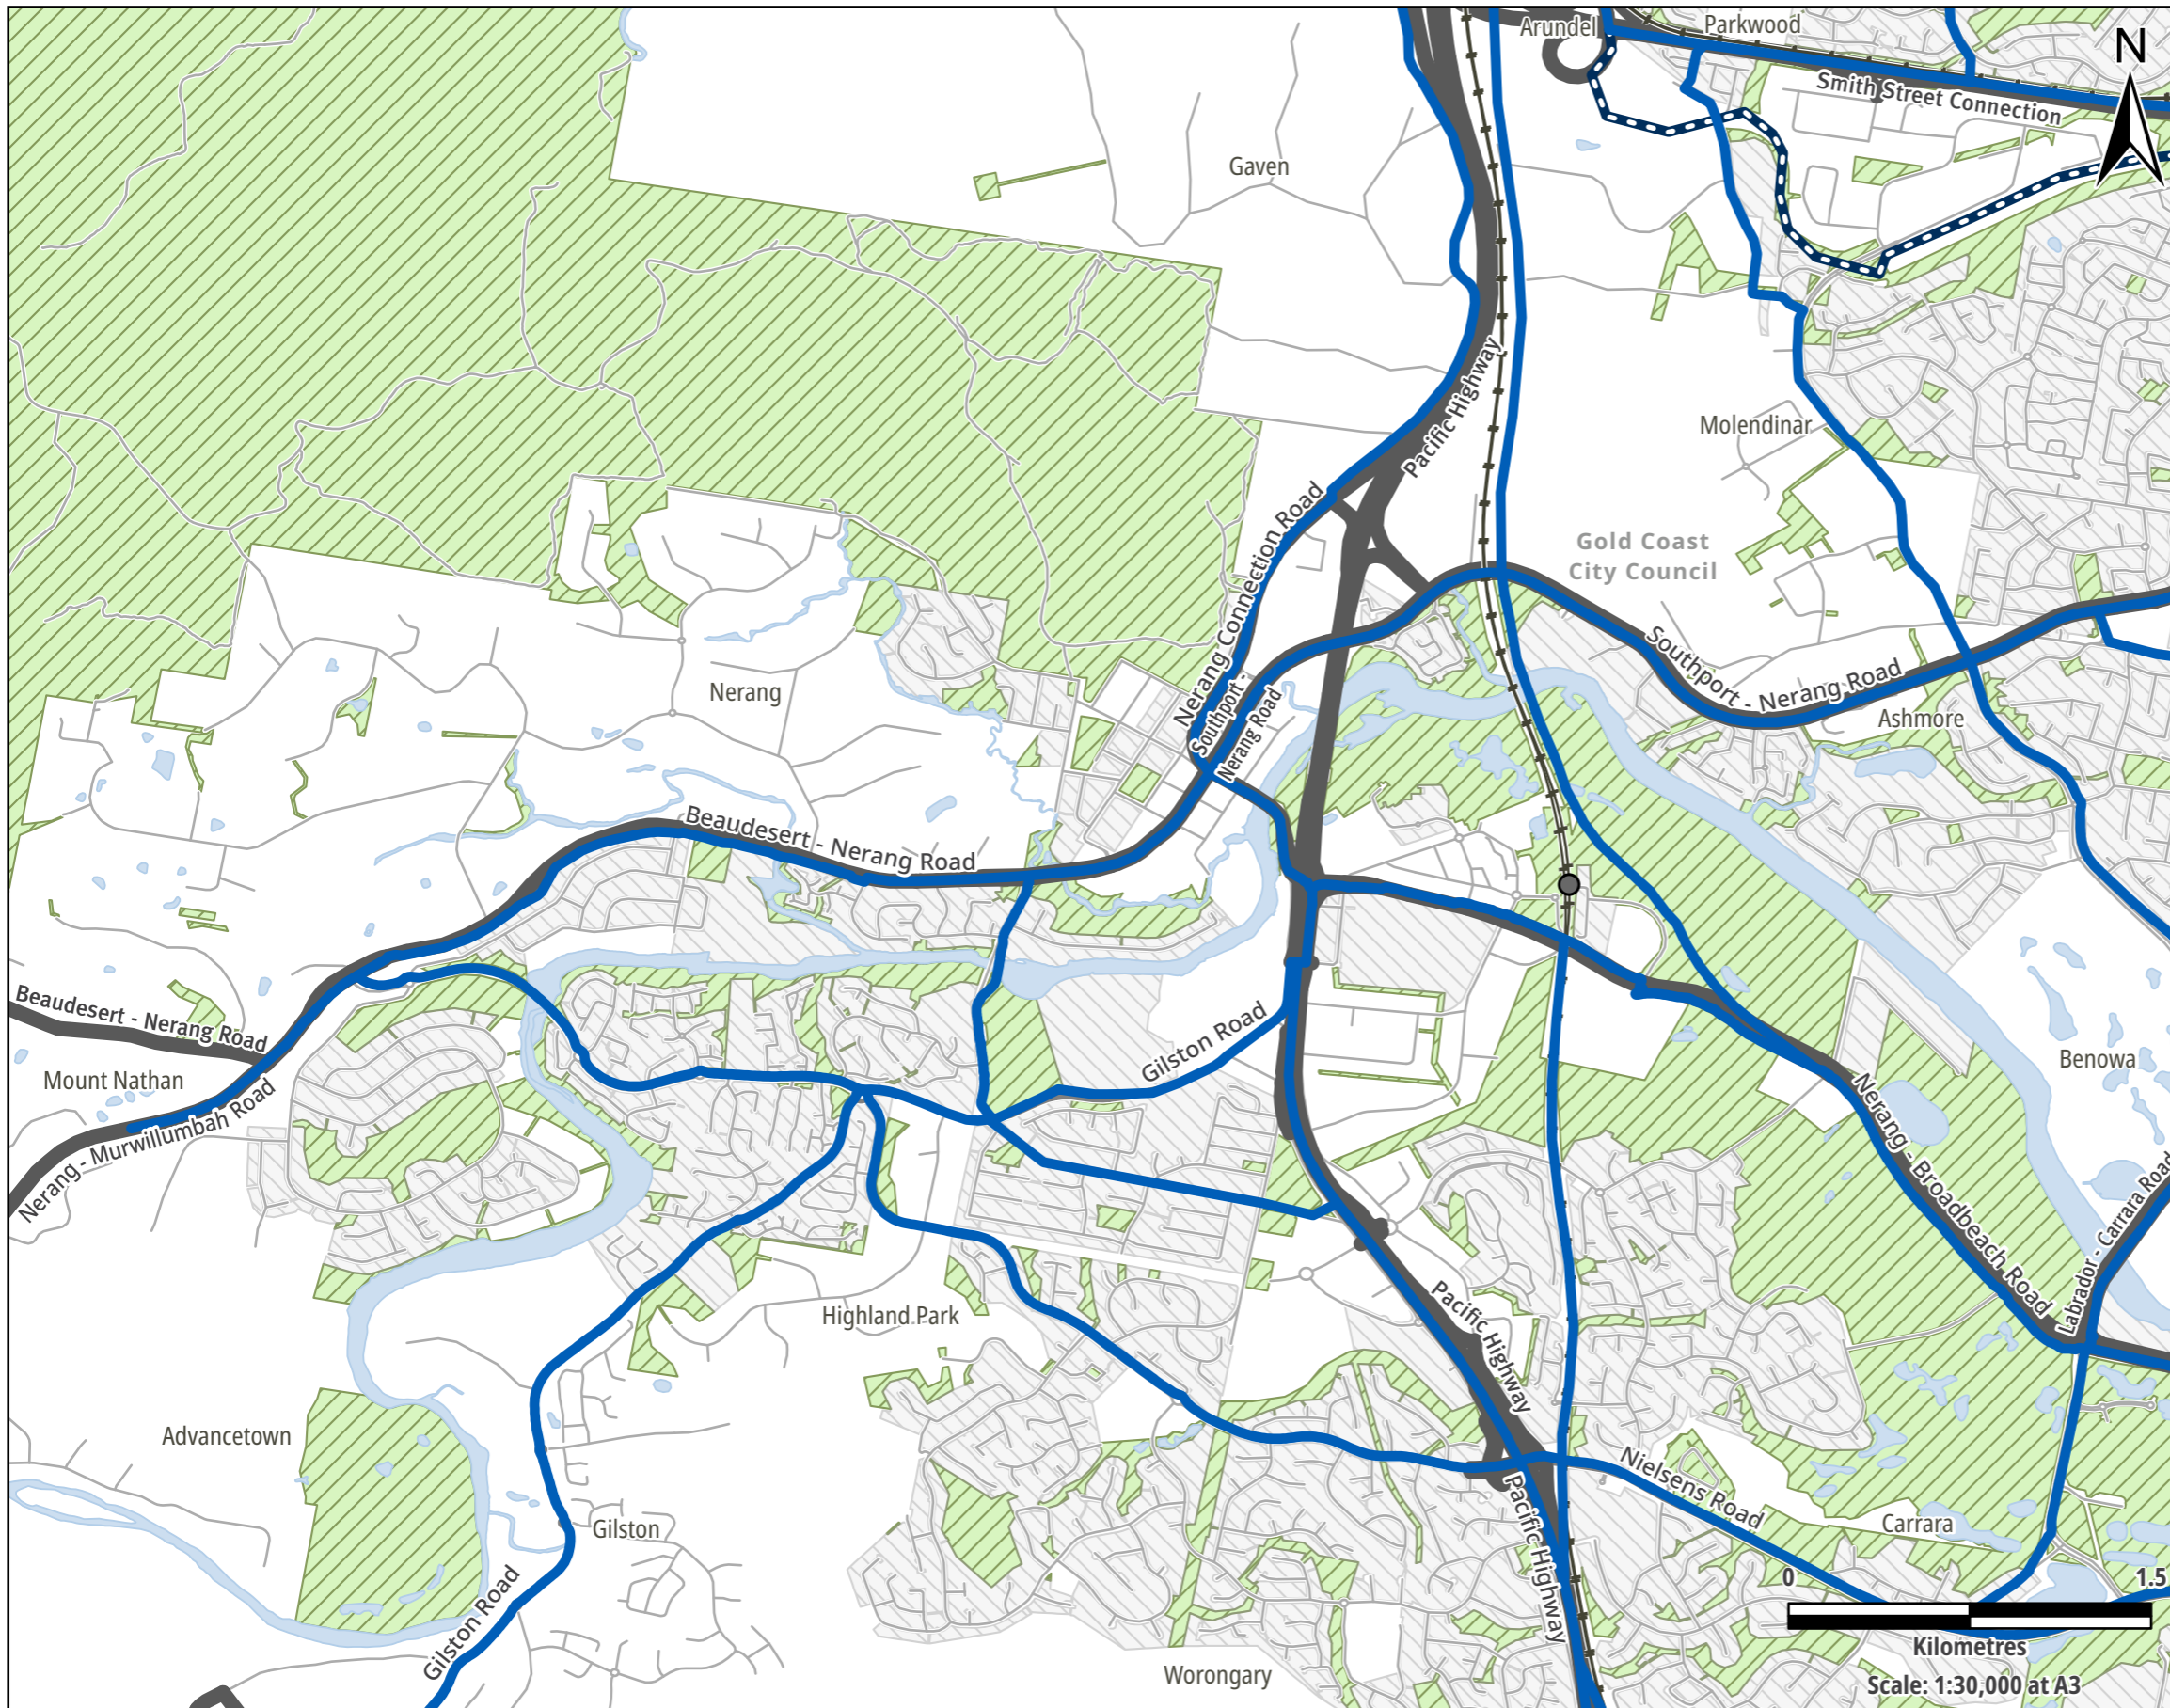 Arundel
Parkwood
N
Smith Street Connection
Gaven
Pacific Highway
Molendinar
Nerang Connection Road
Gold Coast
City Council
Southport -
Nerang Road
Southport - Nerang Road
Nerang
Ashmore
Beaudesert - Nerang Road
Beaudesert - Nerang Road
Gilston Road
Mount Nathan
Nerang - Murwillumbah Road
Benowa
Nerang - Broadbeach Road
Labrador - Carrara Road
Highland Park
Pacific Highway
Advancetown
Nielsens Road
Pacific Highway
Gilston
Carrara
Gilston Road
Worongary
0
1.5
Kilometres
Scale: 1:30,000 at A3